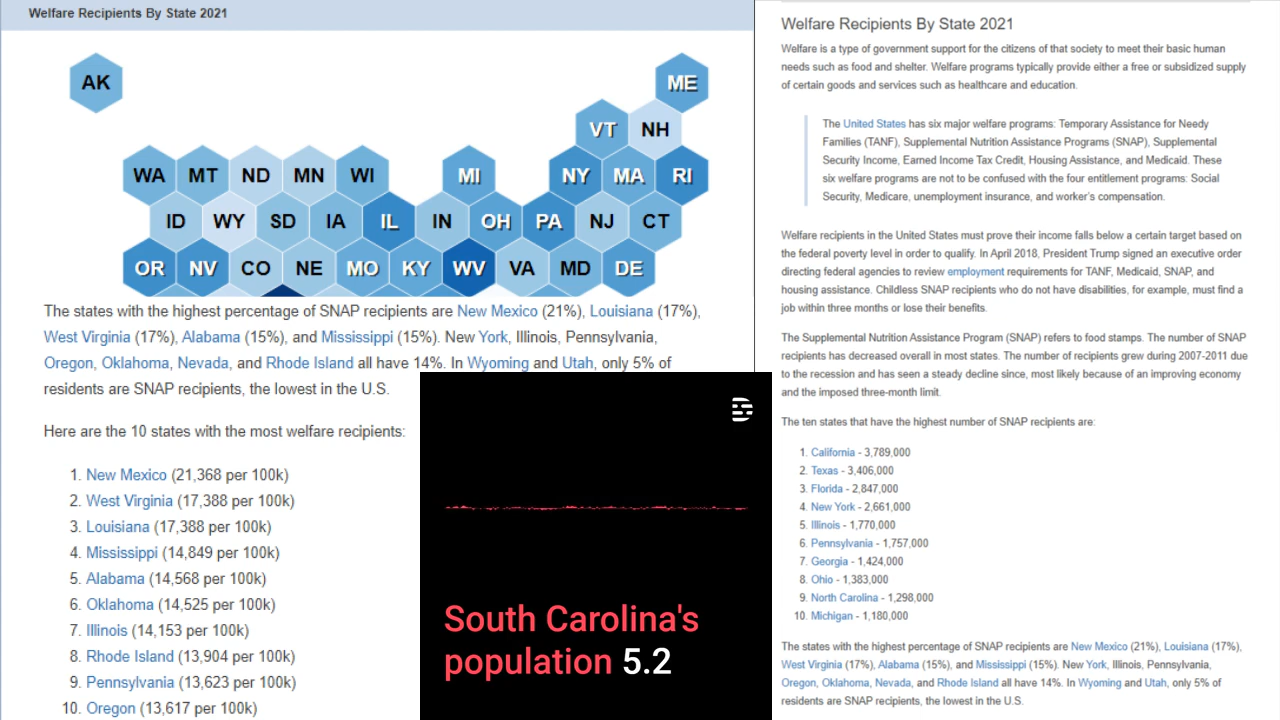 Welfare Recipients By State 2021
AK
ME
VT NH
WA MT ND MN WI MI NY MA RI
ID WY SD IA IL IN OH PA NJ CT
OR NV CO NE MO KY WV VA MD DE
The states with the highest percentage of SNAP recipients are New Mexico (21%), Louisiana (17%),
West Virginia (17%), Alabama (15%), and Mississippi (15%). New York, Illinois, Pennsylvania,
Oregon, Oklahoma, Nevada, and Rhode Island all have 14%. In Wyoming and Utah, only 5% of
residents are SNAP recipients, the lowest in the U.S.
Here are the 10 states with the most welfare recipients:
1. New Mexico (21,368 per 100k)
2. West Virginia (17,388 per 100k)
3. Louisiana (17,388 per 100k)
4. Mississippi (14,849 per 100k)
5. Alabama (14,568 per 100k)
6. Oklahoma (14,525 per 100k)
7. Illinois (14,153 per 100k)
8. Rhode Island (13,904 per 100k)
9. Pennsylvania (13,623 per 100k)
10. Oregon (13,617 per 100k)
South Carolina's
population 5.2
Welfare Recipients By State 2021
Welfare is a type of government support for the citizens of that society to meet their basic human
needs such as food and shelter. Welfare programs typically provide either a free or subsidized supply
of certain goods and services such as healthcare and education.
The United States has six major welfare programs: Temporary Assistance for Needy
Families (TANF), Supplemental Nutrition Assistance Programs (SNAP), Supplemental
Security Income, Earned Income Tax Credit, Housing Assistance, and Medicaid. These
six welfare programs are not to be confused with the four entitlement programs: Social
Security, Medicare, unemployment insurance, and worker's compensation.
Welfare recipients in the United States must prove their income falls below a certain target based on
the federal poverty level in order to qualify. In April 2018, President Trump signed an executive order
directing federal agencies to review employment requirements for TANF, Medicaid, SNAP, and
housing assistance. Childless SNAP recipients who do not have disabilities, for example, must find a
job within three months or lose their benefits.
The Supplemental Nutrition Assistance Program (SNAP) refers to food stamps. The number of SNAP
recipients has decreased overall in most states. The number of recipients grew during 2007-2011 due
to the recession and has seen a steady decline since, most likely because of an improving economy
and the imposed three-month limit.
The ten states that have the highest number of SNAP recipients are:
1. California - 3,789,000
2. Texas - 3,406,000
3. Florida - 2,847,000
4. New York - 2,661,000
5. Illinois - 1,770,000
6. Pennsylvania - 1,757,000
7. Georgia - 1,424,000
8. Ohio - 1,383,000
9. North Carolina - 1,298,000
10. Michigan - 1,180,000
The states with the highest percentage of SNAP recipients are New Mexico (21%), Louisiana (17%),
West Virginia (17%), Alabama (15%), and Mississippi (15%). New York, Illinois, Pennsylvania,
Oregon, Oklahoma, Nevada, and Rhode Island all have 14%. In Wyoming and Utah, only 5% of
residents are SNAP recipients, the lowest in the U.S.